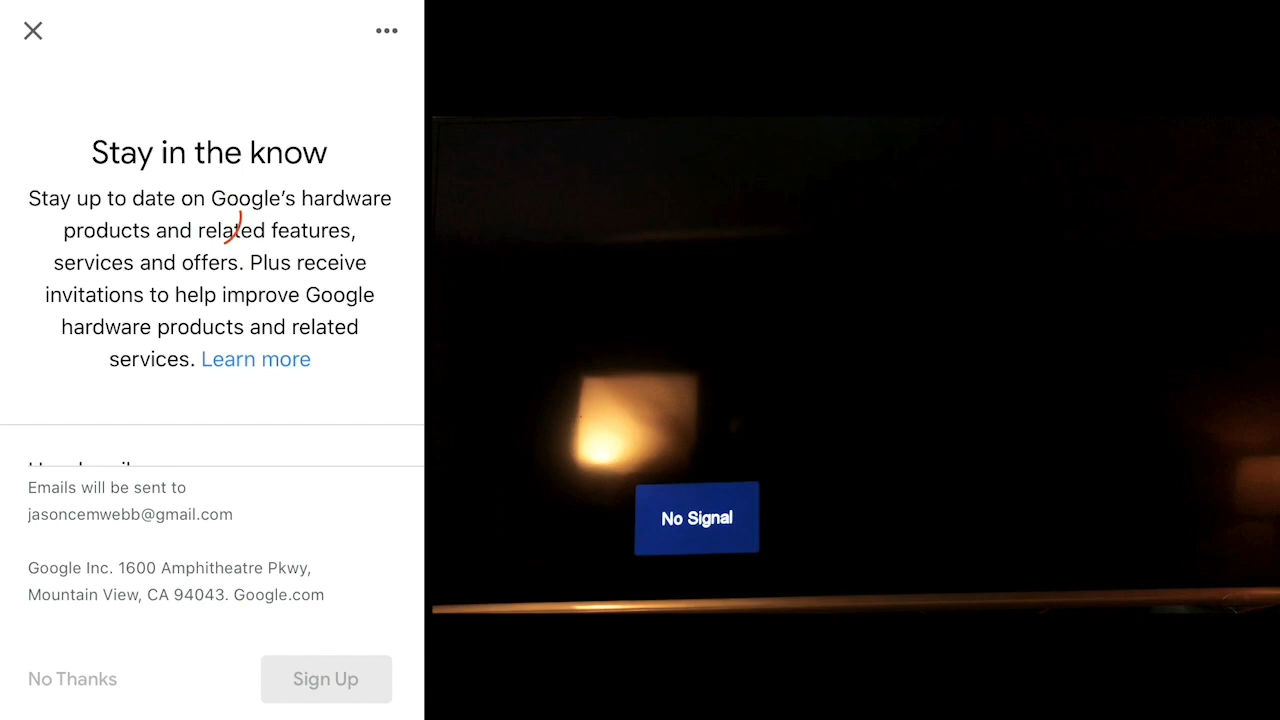 Stay in the know
Stay up to date on Google's hardware
products and related features,
services and offers. Plus receive
invitations to help improve Google
hardware products and related
services. Learn more
Emails will be sent to
jasoncemwebb@gmail.com
Google Inc. 1600 Amphitheatre Pkwy,
Mountain View, CA 94043. Google.com
No Thanks
Sign Up
No Signal